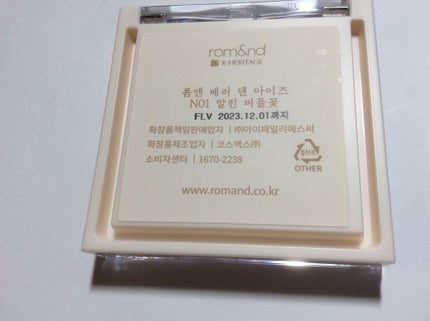 rom&nd
K·HERITAGE
롬앤 베러 댄 아이즈
N01 말린 버들꽃
FLV 2023.12.01까지
화장품책임판매업자 | ㈜아이패밀리에스씨
화장품제조업자 | 코스맥스㈜
소비자센터 | 1670-2238
OTHER
www.romand.co.kr